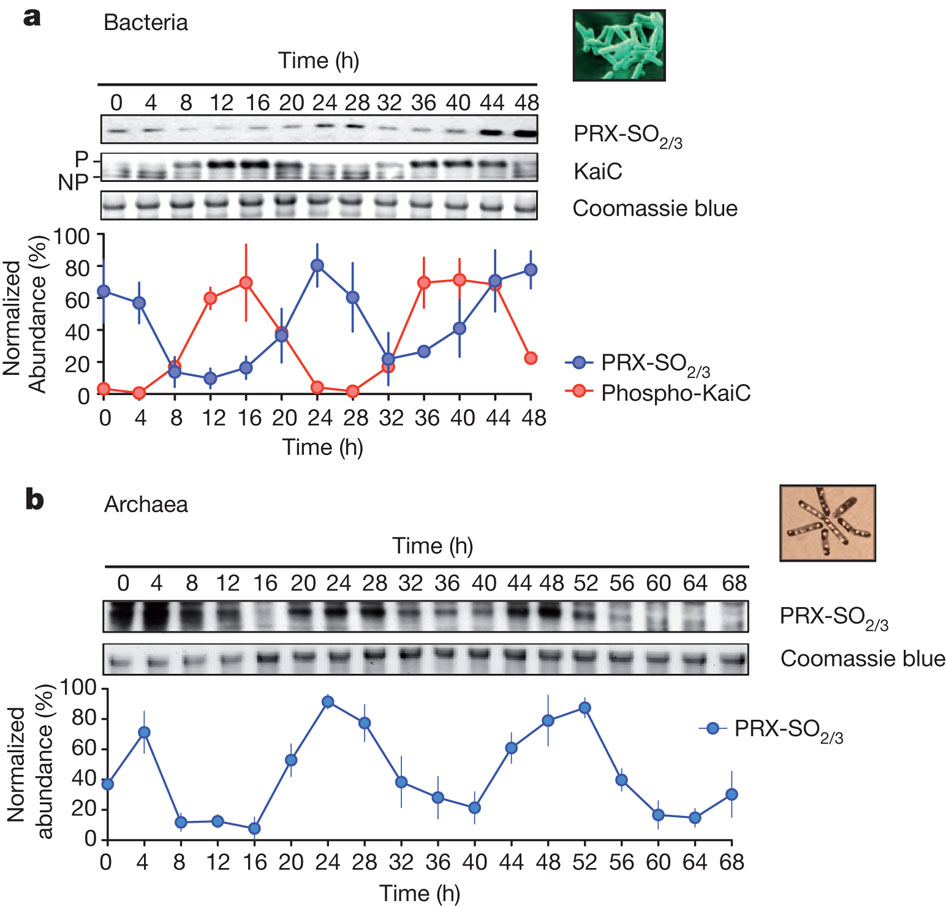 a Bacteria
Time (h)
0 4 8 12 16 20 24 28 32 36 40 44 48
PRX-SO2/3
P
NP
KaiC
Coomassie blue
Normalized
Abundance (%)
100
80
60
40
20
0
0 4 8 12 16 20 24 28 32 36 40 44 48
Time (h)
PRX-SO2/3
Phospho-KaiC
b Archaea
Time (h)
0 4 8 12 16 20 24 28 32 36 40 44 48 52 56 60 64 68
PRX-SO2/3
Coomassie blue
Normalized
abundance (%)
100
80
60
40
20
0
0 4 8 12 16 20 24 28 32 36 40 44 48 52 56 60 64 68
Time (h)
PRX-SO2/3